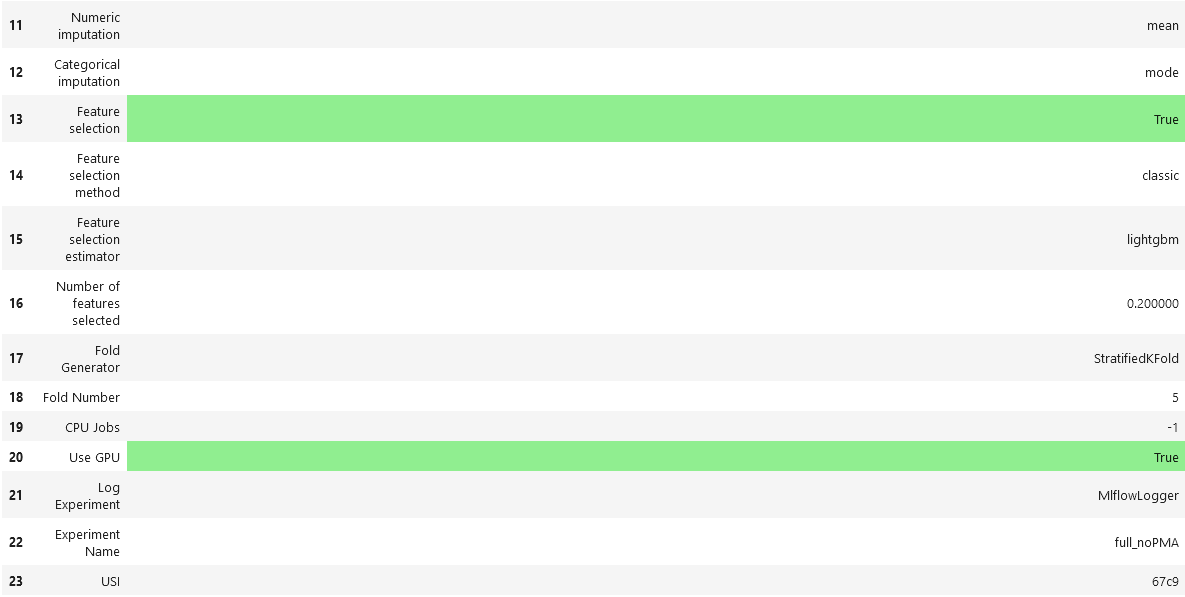 11 Numeric imputation mean
12 Categorical imputation mode
13 Feature selection True
14 Feature selection method classic
15 Feature selection estimator lightgbm
16 Number of features selected 0.200000
17 Fold Generator StratifiedKFold
18 Fold Number 5
19 CPU Jobs -1
20 Use GPU True
21 Log Experiment MlflowLogger
22 Experiment Name full_noPMA
23 USI 67c9